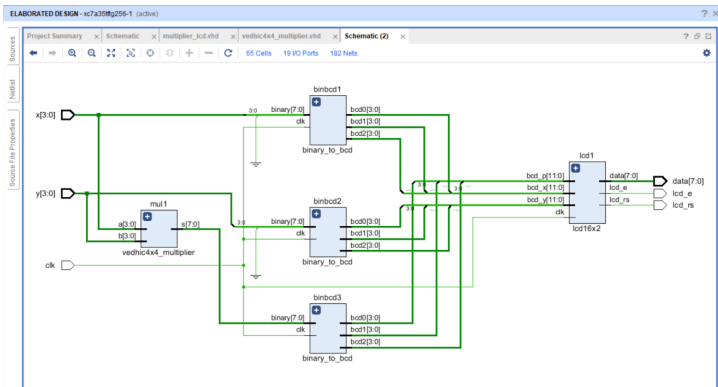 ELABORATED DESIGN - xc7a35tftg256-1 (active)
Project Summary
Schematic
multiplier_lcd.vhd
vedhic4x4_multiplier.vhd
Schematic (2)
65 Cells 19 I/O Ports 182 Nets
Sources
Netlist
Source File Properties
binbcd1
x[3:0]
3:0
binary[7:0]
bcd0[3:0]
clk
bcd1[3:0]
bcd2[3:0]
binary_to_bcd
lcd1
bcd_p[11:0]
data[7:0]
data[7:0]
3:0
3:0
bcd_x[11:0]
lcd_e
lcd_e
y[3:0]
bcd_y[11:0]
lcd_rs
lcd_rs
clk
lcd16x2
mul1
binbcd2
a[3:0]
s[7:0]
3:0
binary[7:0]
bcd0[3:0]
b[3:0]
clk
bcd1[3:0]
bcd2[3:0]
vedhic4x4_multiplier
binary_to_bcd
clk
binbcd3
binary[7:0]
bcd0[3:0]
clk
bcd1[3:0]
bcd2[3:0]
binary_to_bcd